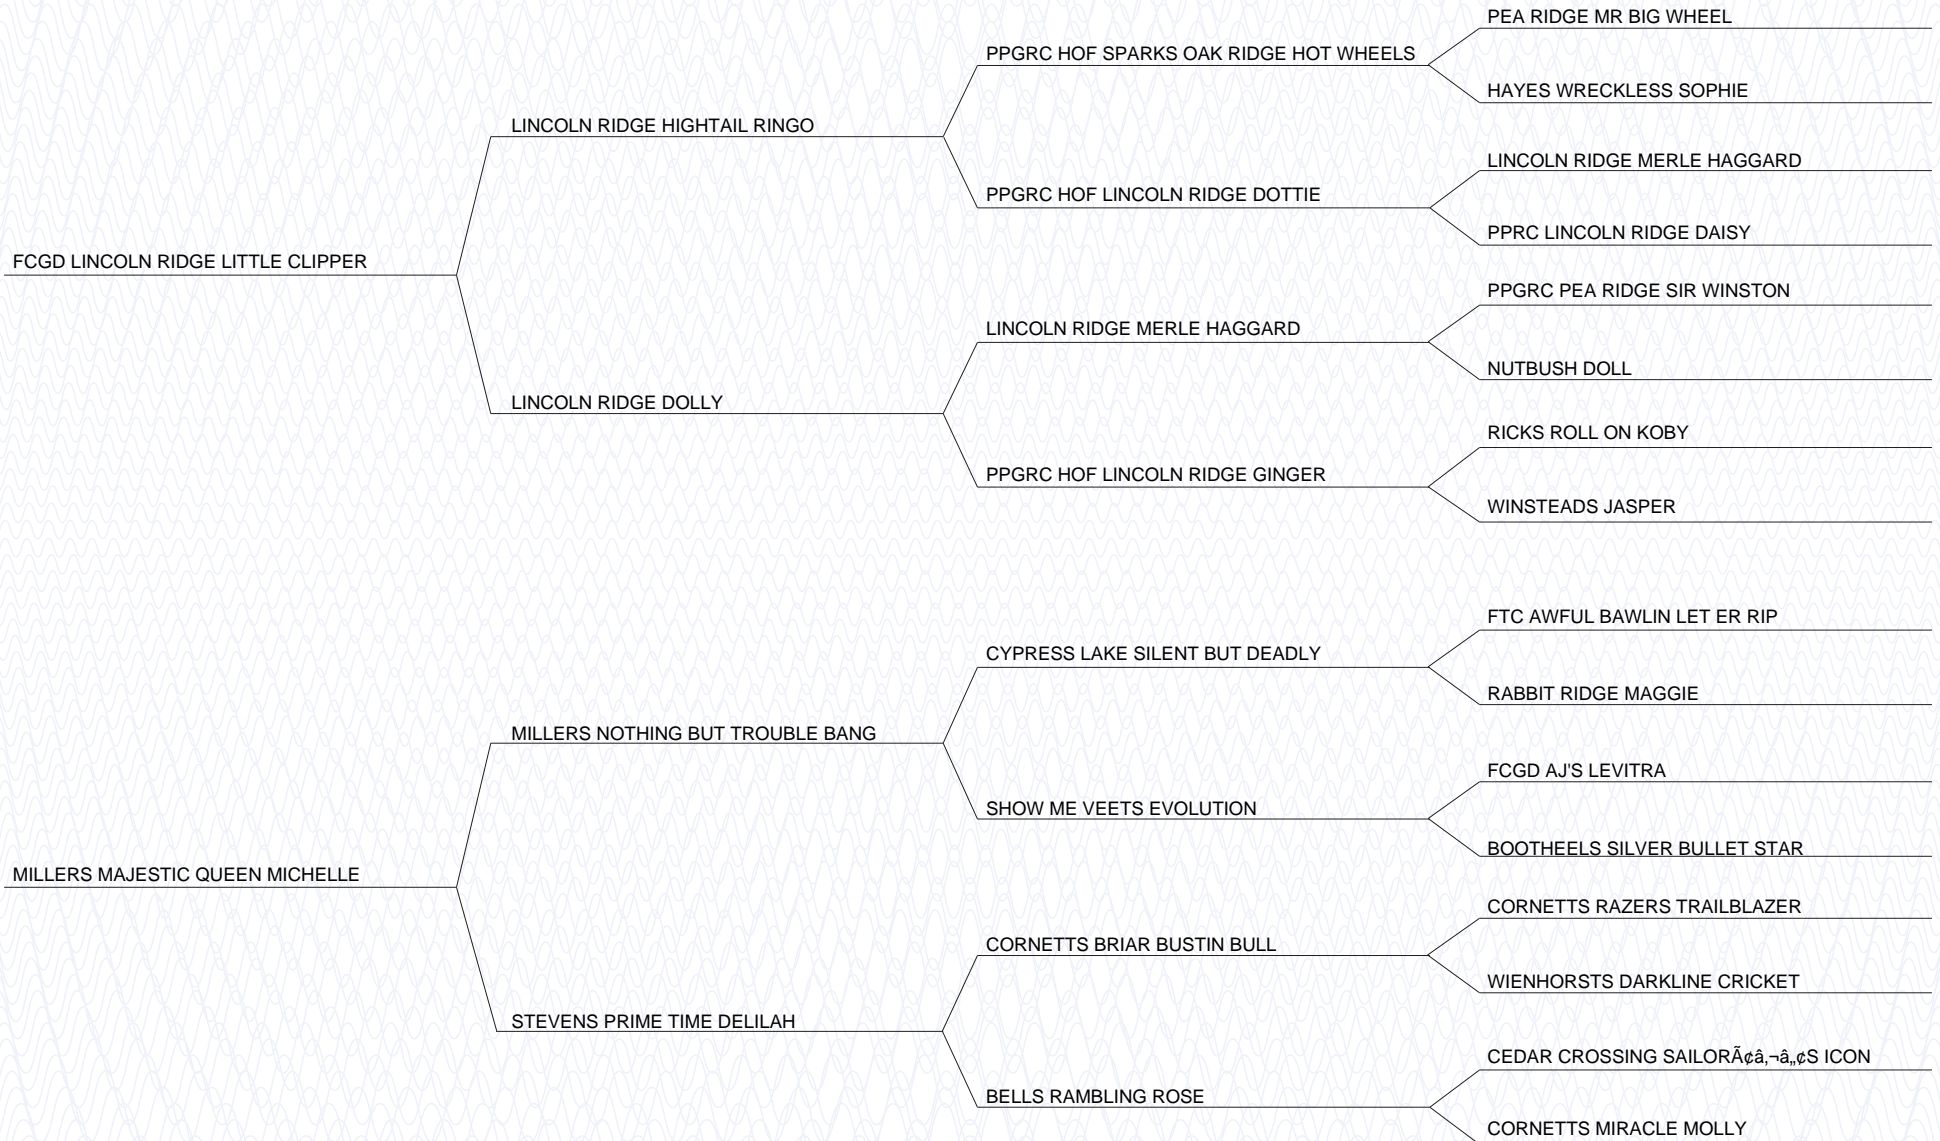 PEA RIDGE MR BIG WHEEL
PPGRC HOF SPARKS OAK RIDGE HOT WHEELS
HAYES WRECKLESS SOPHIE
LINCOLN RIDGE HIGHTAIL RINGO
LINCOLN RIDGE MERLE HAGGARD
PPGRC HOF LINCOLN RIDGE DOTTIE
PPRC LINCOLN RIDGE DAISY
FCGD LINCOLN RIDGE LITTLE CLIPPER
PPGRC PEA RIDGE SIR WINSTON
LINCOLN RIDGE MERLE HAGGARD
NUTBUSH DOLL
LINCOLN RIDGE DOLLY
RICKS ROLL ON KOBY
PPGRC HOF LINCOLN RIDGE GINGER
WINSTEADS JASPER
FTC AWFUL BAWLIN LET ER RIP
CYPRESS LAKE SILENT BUT DEADLY
RABBIT RIDGE MAGGIE
MILLERS NOTHING BUT TROUBLE BANG
FCGD AJ'S LEVITRA
SHOW ME VEETS EVOLUTION
BOOTHEELS SILVER BULLET STAR
MILLERS MAJESTIC QUEEN MICHELLE
CORNETTS RAZERS TRAILBLAZER
CORNETTS BRIAR BUSTIN BULL
WIENHORSTS DARKLINE CRICKET
STEVENS PRIME TIME DELILAH
CEDAR CROSSING SAILORÃ¢â‚¬â„¢S ICON
BELLS RAMBLING ROSE
CORNETTS MIRACLE MOLLY